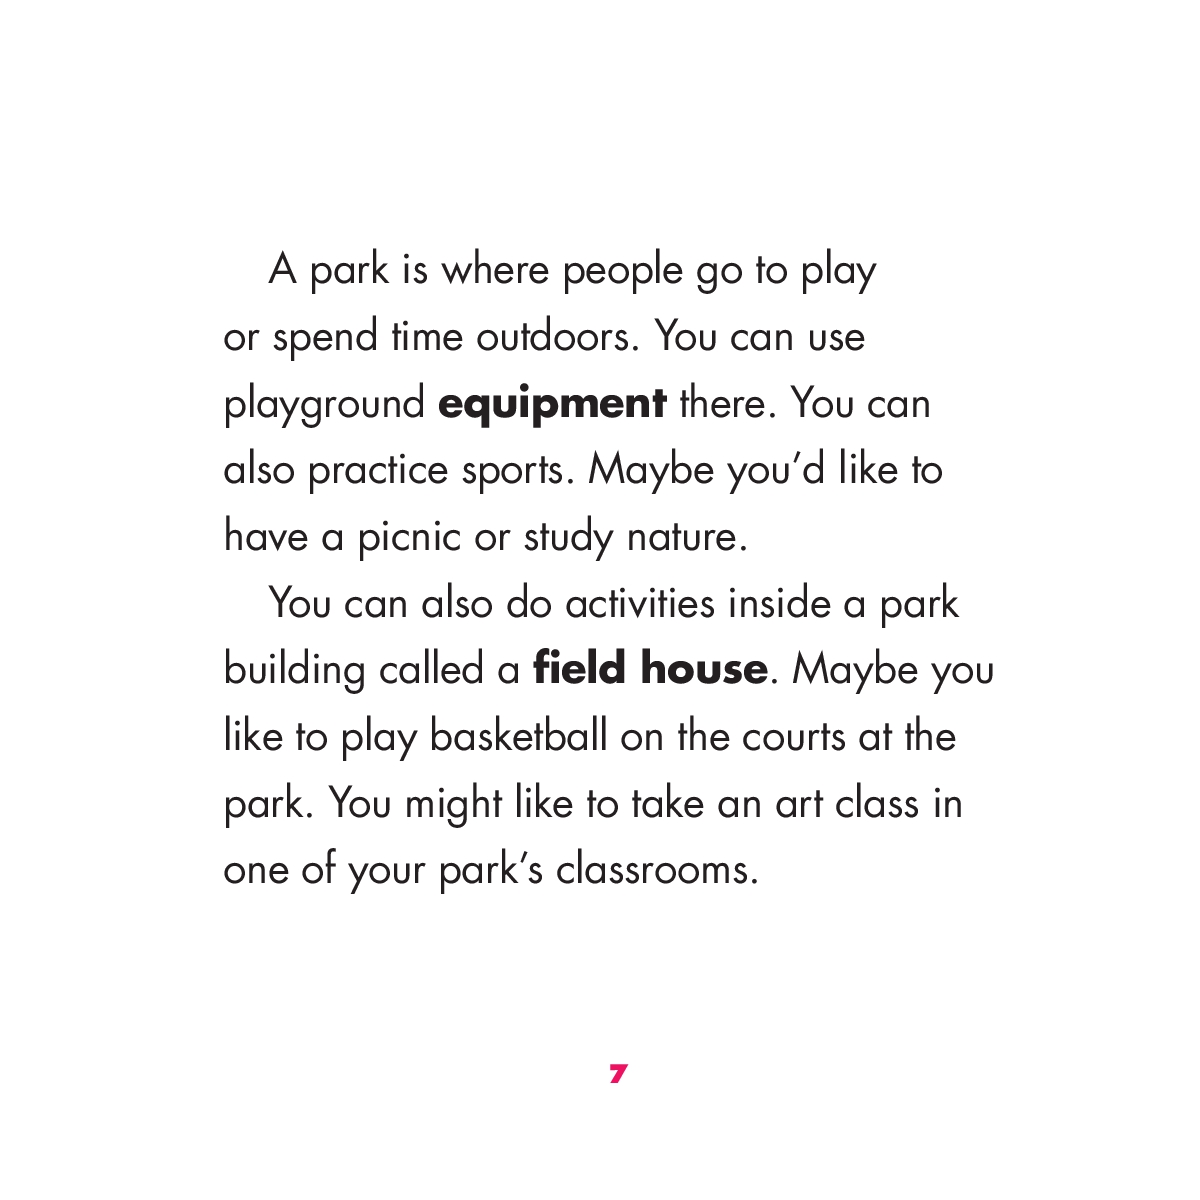 A park is where people go to play
or spend time outdoors. You can use
playground equipment there. You can
also practice sports. Maybe you’d like to
have a picnic or study nature.
You can also do activities inside a park
building called a field house. Maybe you
like to play basketball on the courts at the
park. You might like to take an art class in
one of your park’s classrooms.
7